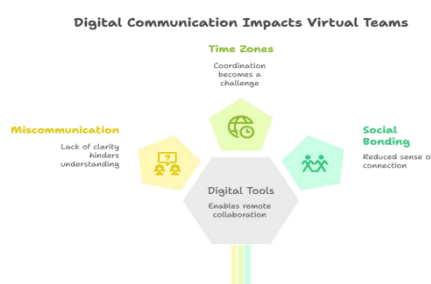 Digital Communication Impacts Virtual Teams
Time Zones
Coordination
becomes a
challenge
Miscommunication
Lack of clarity
hinders
understanding
?
Social
Bonding
Reduced sense of
connection
Digital Tools
Enables remote
collaboration